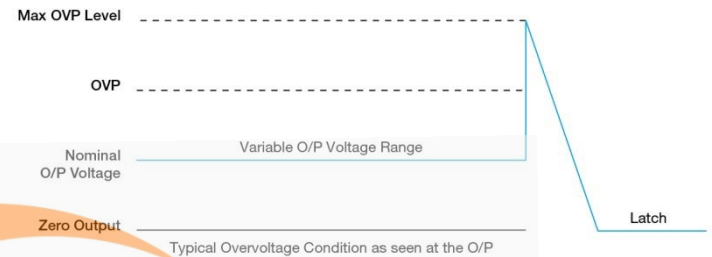 Max OVP Level
OVP
Variable O/P Voltage Range
Nominal
O/P Voltage
Zero Output
Latch
Typical Overvoltage Condition as seen at the O/P